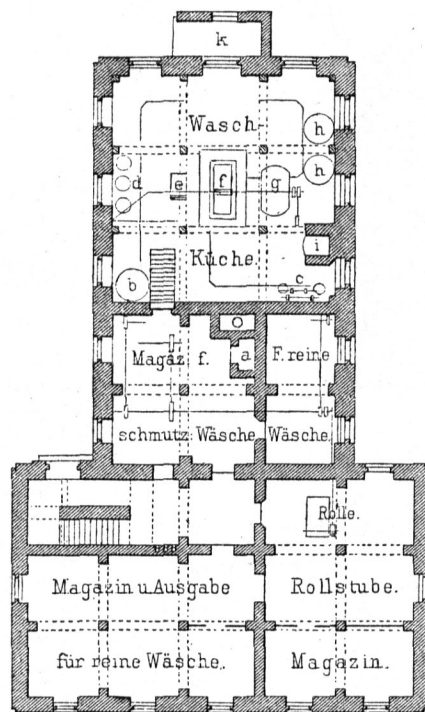 k
Wasch-
h
d
h
e
f
g
i
Küche.
c
b
Magaz f.
a
F. reine
schmutz Wäsche
Wäsche
Rolle.
Magazin u. Ausgabe
Rollstube.
für reine Wäsche.
Magazin.